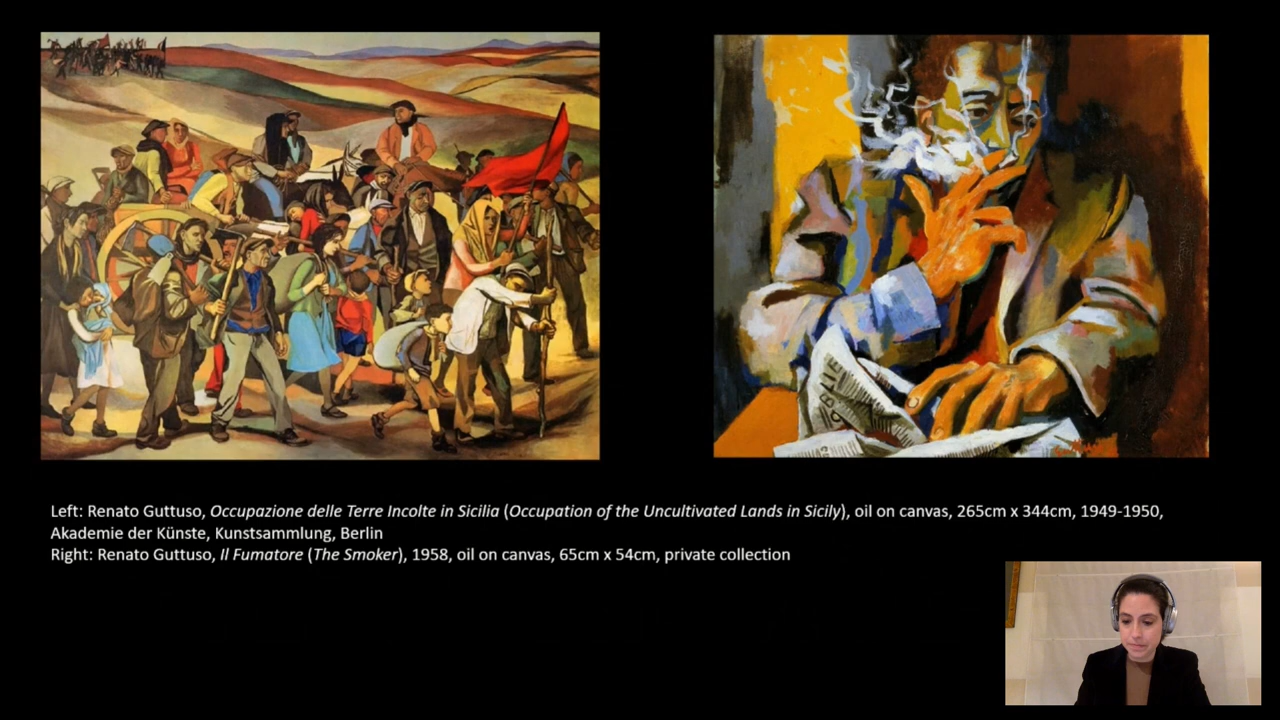 Left: Renato Guttuso, Occupazione delle Terre Incolte in Sicilia (Occupation of the Uncultivated Lands in Sicily), oil on canvas, 265cm x 344cm, 1949-1950,
Akademie der Künste, Kunstsammlung, Berlin
Right: Renato Guttuso, Il Fumatore (The Smoker), 1958, oil on canvas, 65cm x 54cm, private collection